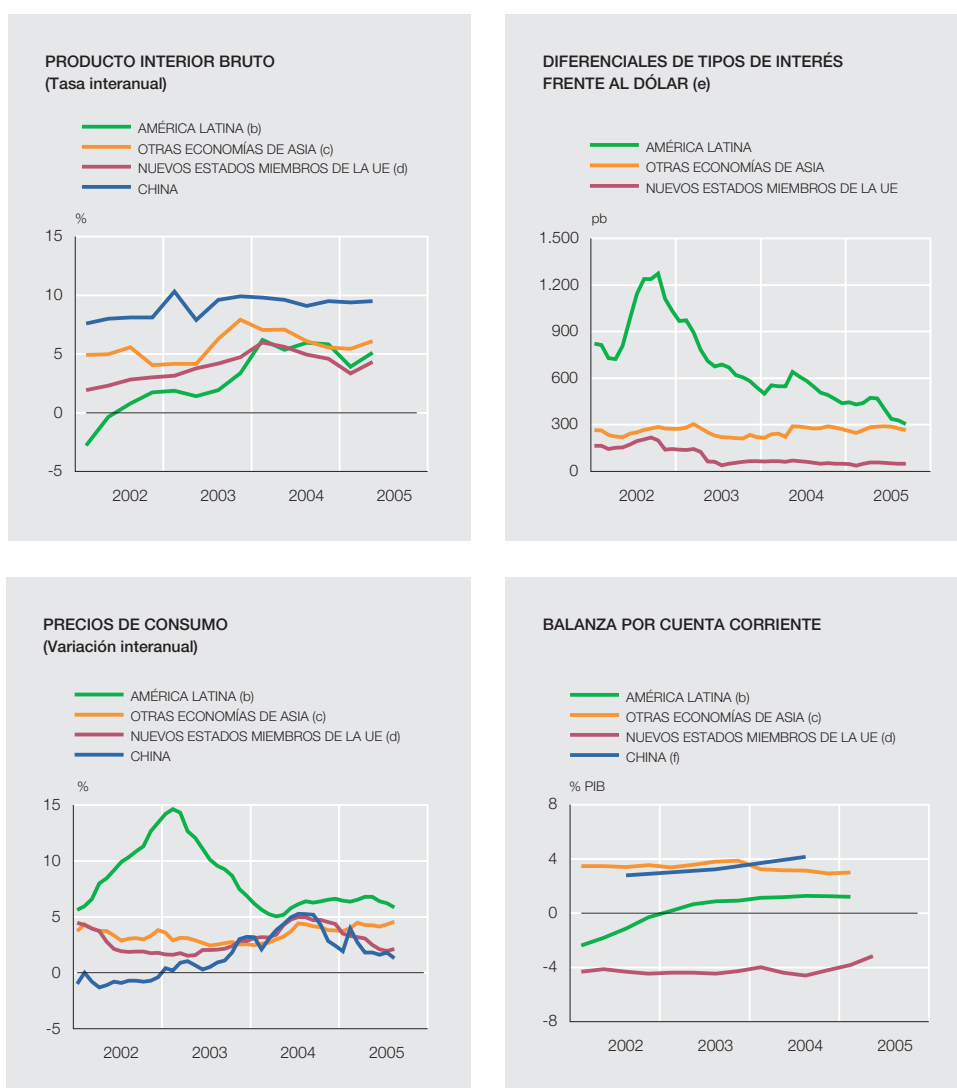 PRODUCTO INTERIOR BRUTO
(Tasa interanual)
AMÉRICA LATINA (b)
OTRAS ECONOMÍAS DE ASIA (c)
NUEVOS ESTADOS MIEMBROS DE LA UE (d)
CHINA
%
15
10
5
0
-5
2002 2003 2004 2005
DIFERENCIALES DE TIPOS DE INTERÉS
FRENTE AL DÓLAR (e)
AMÉRICA LATINA
OTRAS ECONOMÍAS DE ASIA
NUEVOS ESTADOS MIEMBROS DE LA UE
pb
1.500
1.200
900
600
300
0
2002 2003 2004 2005
PRECIOS DE CONSUMO
(Variación interanual)
AMÉRICA LATINA (b)
OTRAS ECONOMÍAS DE ASIA (c)
NUEVOS ESTADOS MIEMBROS DE LA UE (d)
CHINA
%
15
10
5
0
-5
2002 2003 2004 2005
BALANZA POR CUENTA CORRIENTE
AMÉRICA LATINA (b)
OTRAS ECONOMÍAS DE ASIA (c)
NUEVOS ESTADOS MIEMBROS DE LA UE (d)
CHINA (f)
% PIB
8
4
0
-4
-8
2002 2003 2004 2005